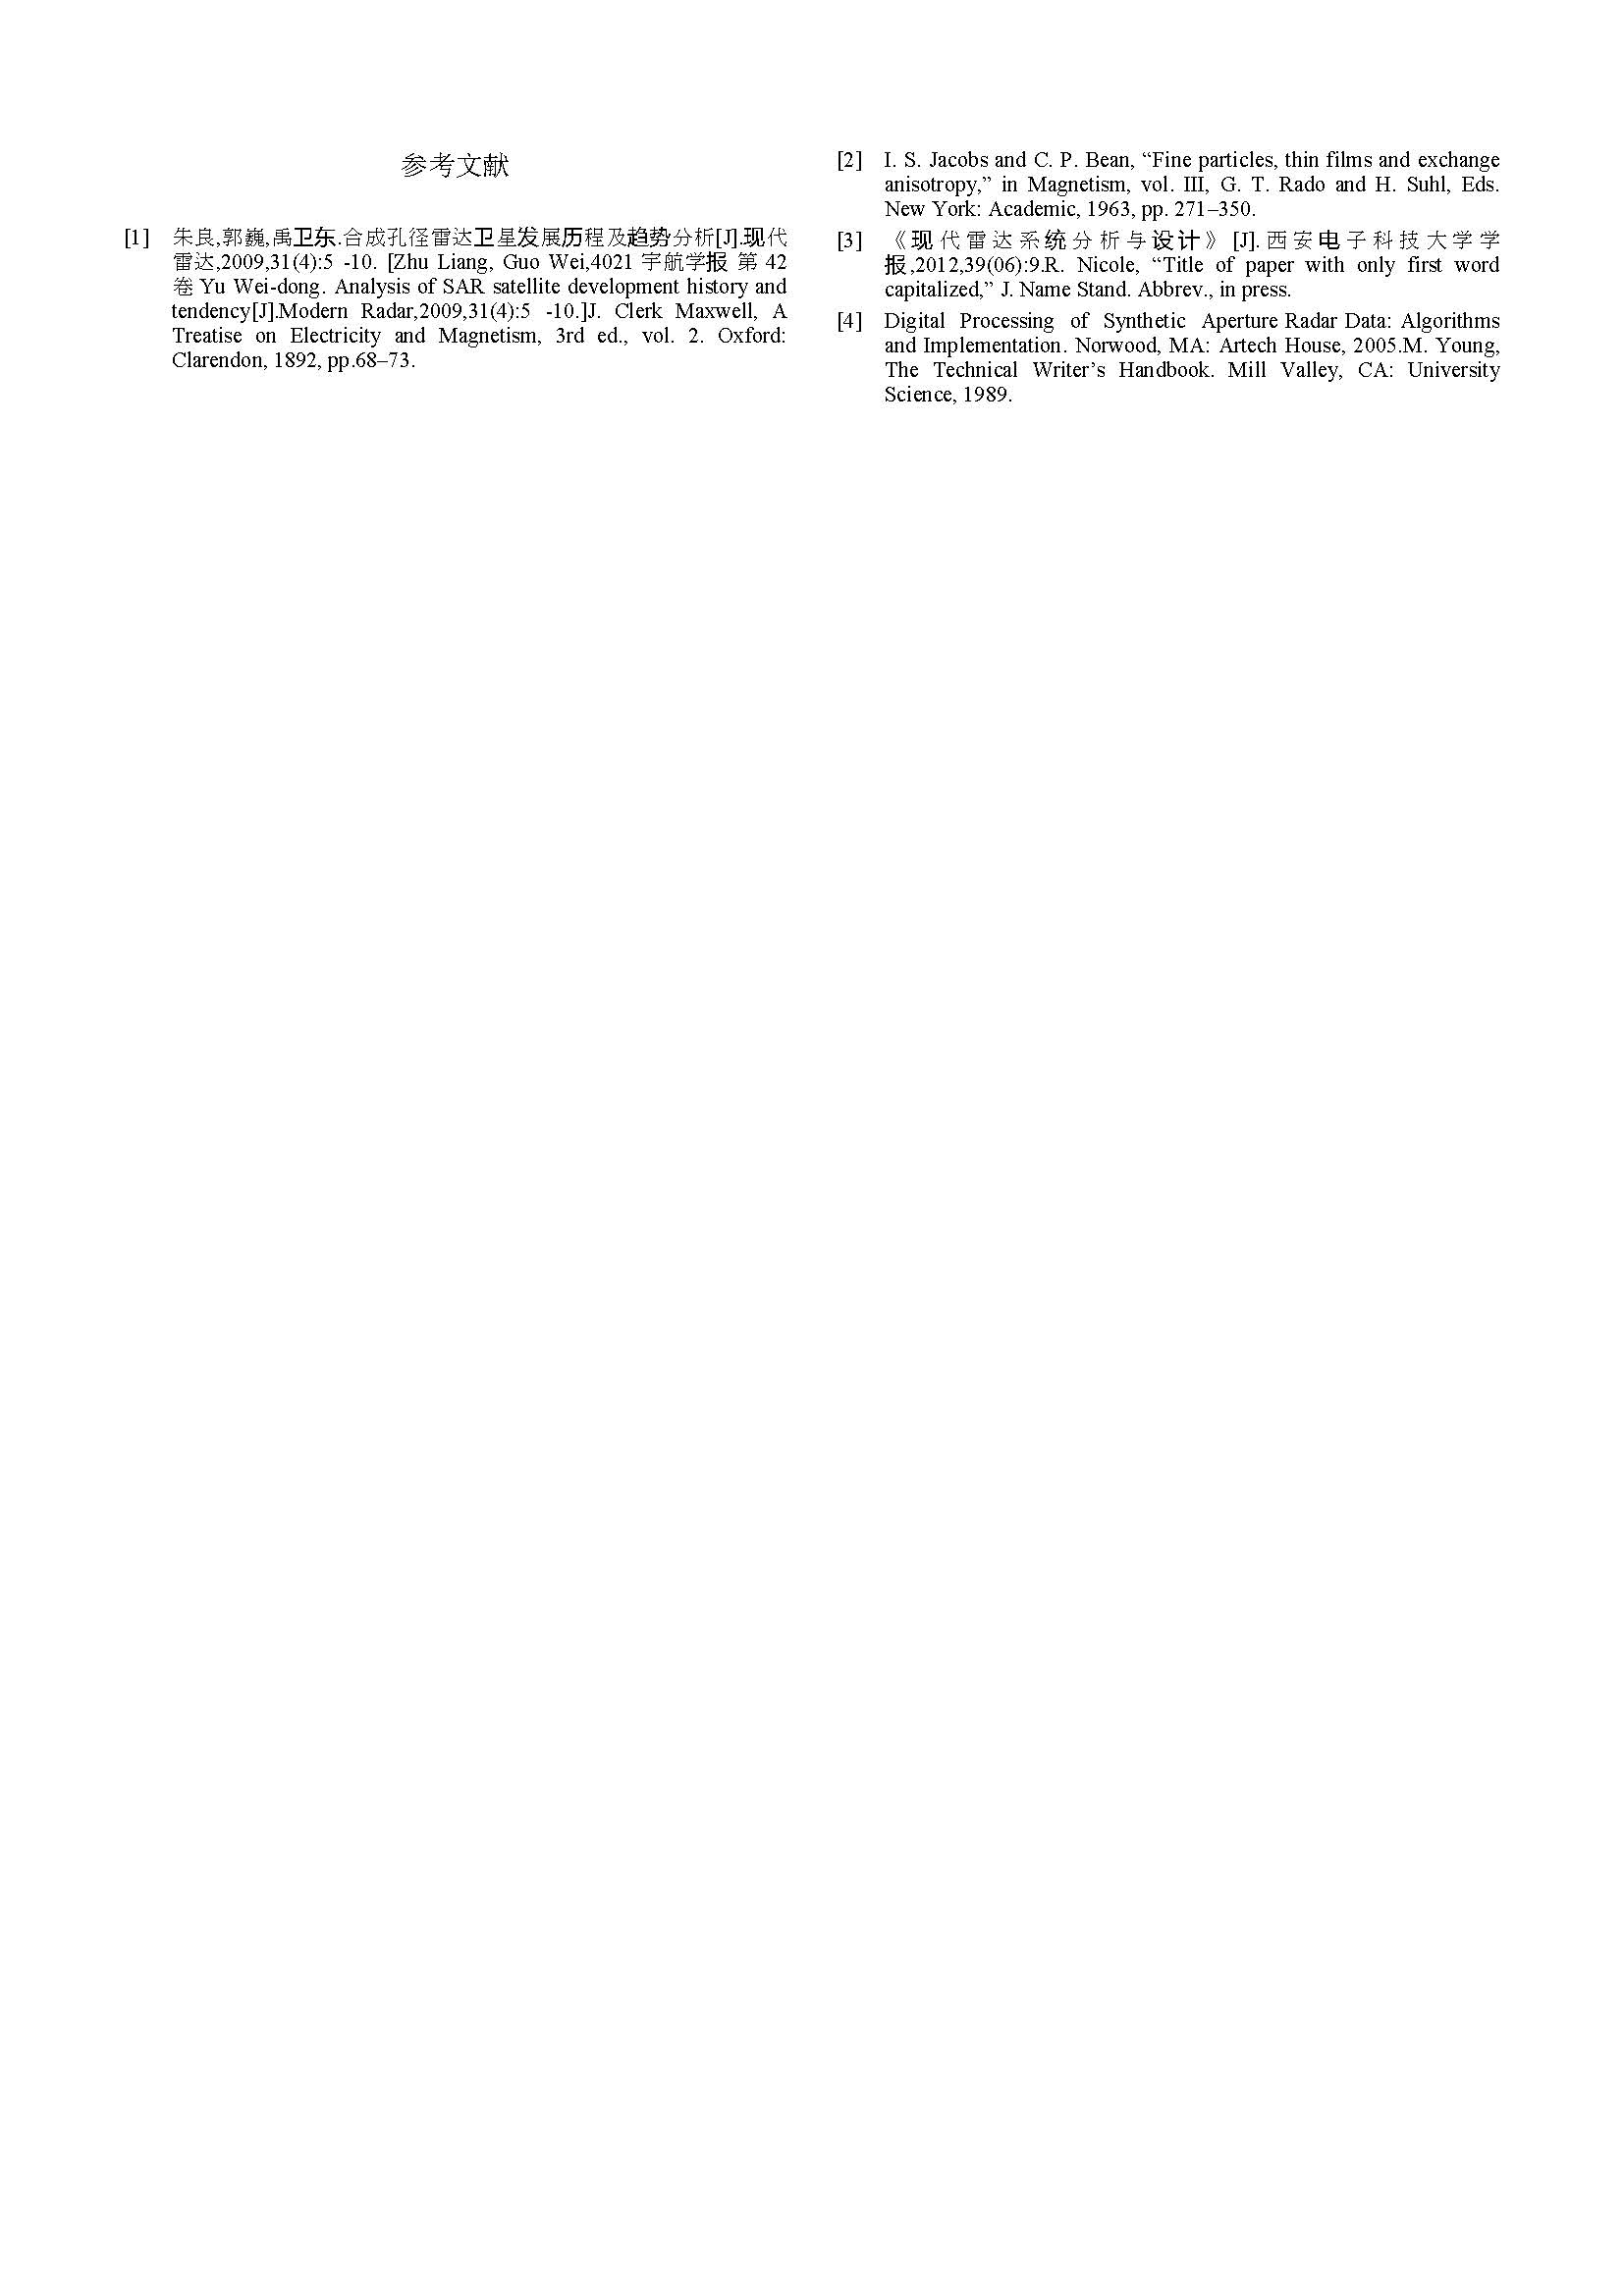 参考文献
[1] 朱良,郭巍,禹卫东.合成孔径雷达卫星发展历程及趋势分析[J].现代
雷达,2009,31(4):5 -10. [Zhu Liang, Guo Wei,4021 宇航学报 第 42
卷 Yu Wei-dong. Analysis of SAR satellite development history and
tendency[J].Modern Radar,2009,31(4):5 -10.]J. Clerk Maxwell, A
Treatise on Electricity and Magnetism, 3rd ed., vol. 2. Oxford:
Clarendon, 1892, pp.68–73.
[2] I. S. Jacobs and C. P. Bean, “Fine particles, thin films and exchange
anisotropy,” in Magnetism, vol. III, G. T. Rado and H. Suhl, Eds.
New York: Academic, 1963, pp. 271–350.
[3] 《现代雷达系统分析与设计》[J].西安电子科技大学学
报,2012,39(06):9.R. Nicole, “Title of paper with only first word
capitalized,” J. Name Stand. Abbrev., in press.
[4] Digital Processing of Synthetic Aperture Radar Data: Algorithms
and Implementation. Norwood, MA: Artech House, 2005.M. Young,
The Technical Writer’s Handbook. Mill Valley, CA: University
Science, 1989.